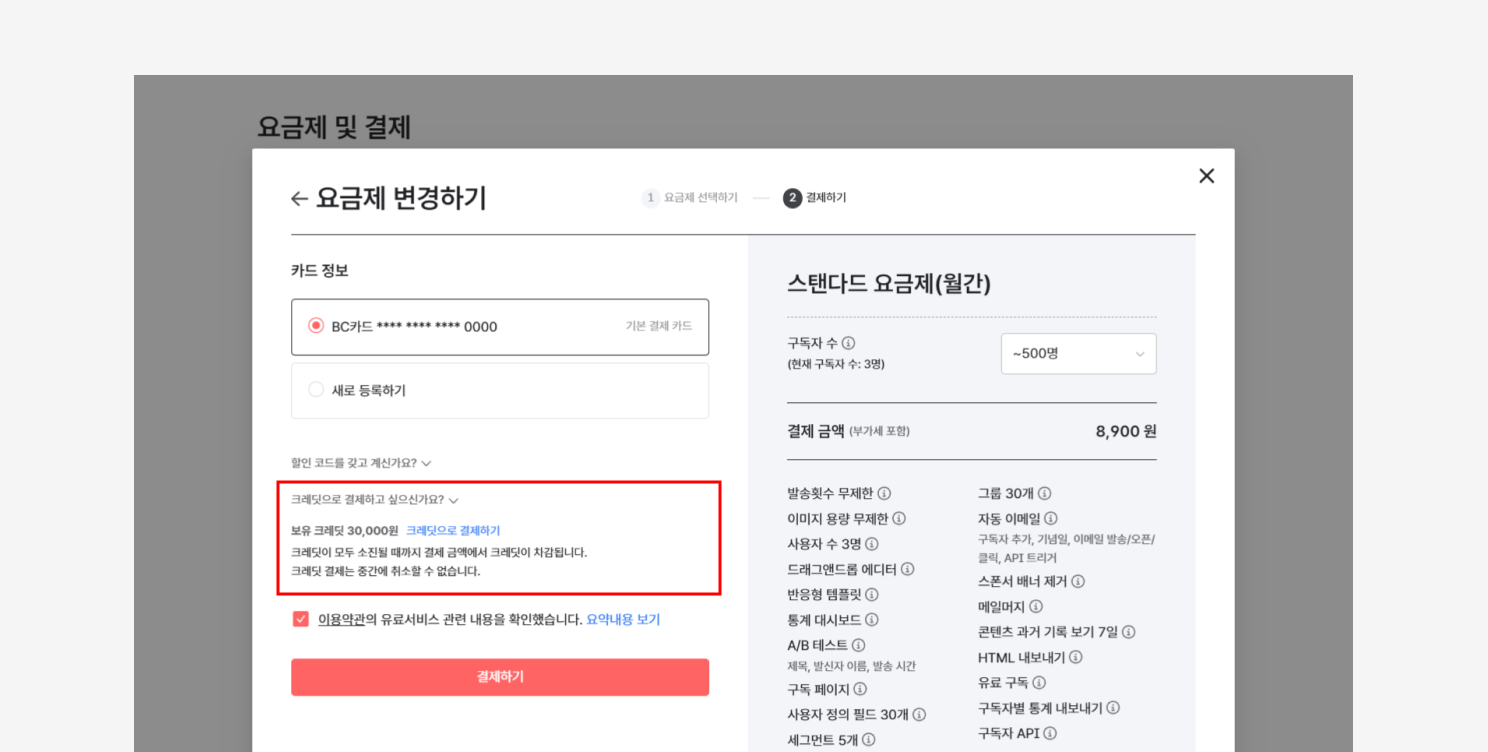 요금제 및 결제
요금제 변경하기
1 요금제 선택하기
2 결제하기
카드 정보
BC카드 **** **** **** 0000
기본 결제 카드
새로 등록하기
할인 코드를 갖고 계신가요?
크레딧으로 결제하고 싶으신가요?
보유 크레딧 30,000원 크레딧으로 결제하기
크레딧이 모두 소진될 때까지 결제 금액에서 크레딧이 차감됩니다.
크레딧 결제는 중간에 취소할 수 없습니다.
이용약관의 유료서비스 관련 내용을 확인했습니다. 요약내용 보기
결제하기
스탠다드 요금제(월간)
구독자 수
(현재 구독자 수: 3명)
~500명
결제 금액 (부가세 포함)
8,900 원
발송횟수 무제한
이미지 용량 무제한
사용자 수 3명
드래그앤드롭 에디터
반응형 템플릿
통계 대시보드
A/B 테스트
제목, 발신자 이름, 발송 시간
구독 페이지
사용자 정의 필드 30개
세그먼트 5개
그룹 30개
자동 이메일
구독자 추가, 기념일, 이메일 발송/오픈/
클릭, API 트리거
스폰서 배너 제거
메일머지
콘텐츠 과거 기록 보기 7일
HTML 내보내기
유료 구독
구독자별 통계 내보내기
구독자 API